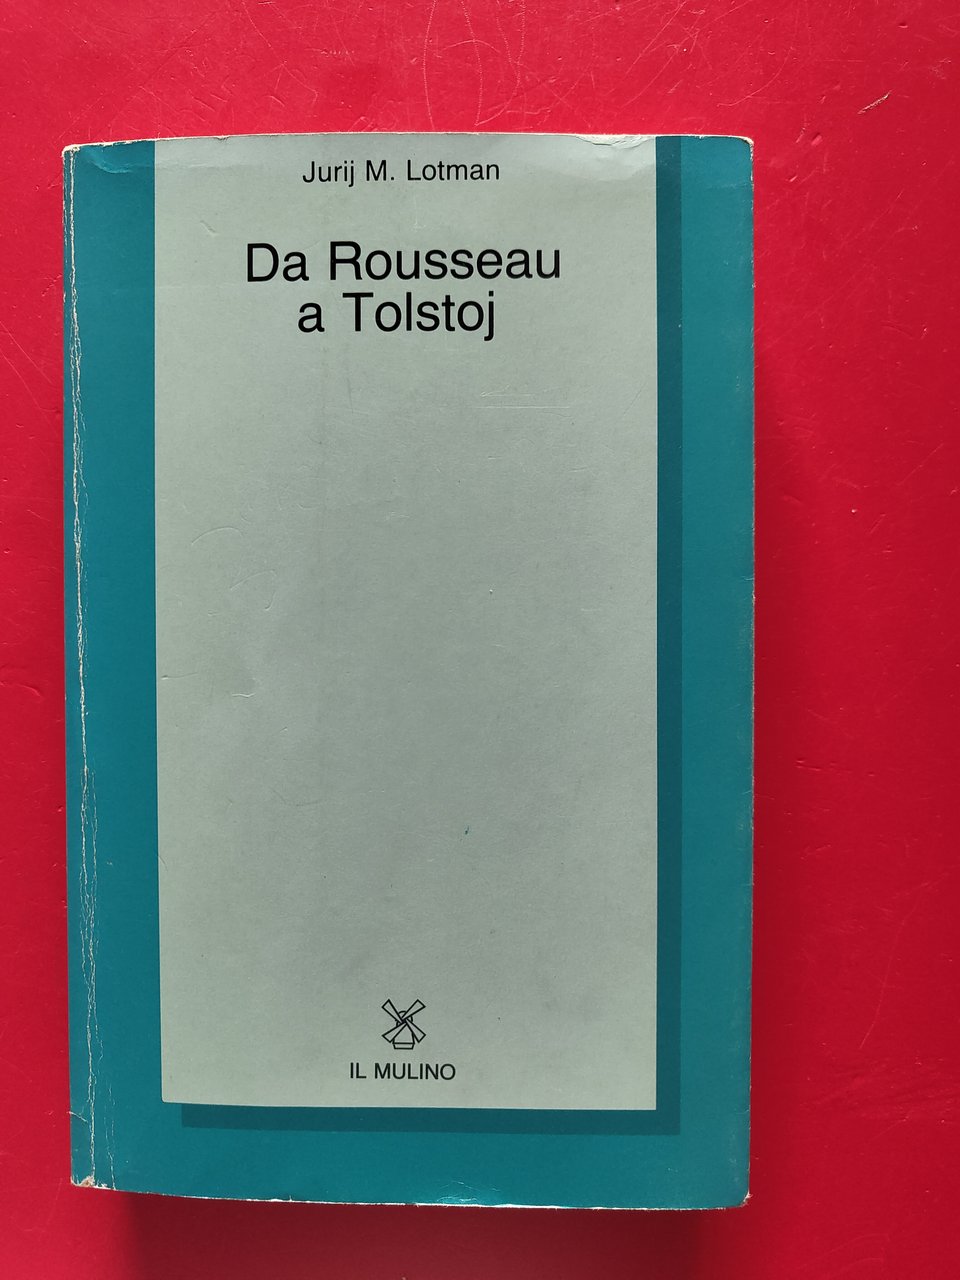 Jurij M. Lotman
Da Rousseau
a Tolstoj
IL MULINO